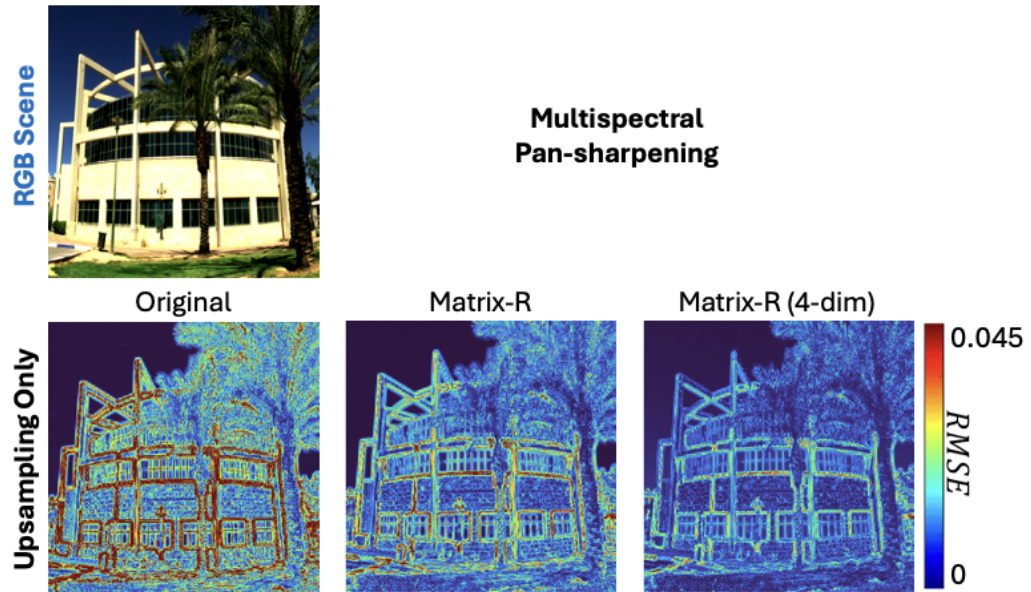 RGB Scene
Multispectral
Pan-sharpening
Original
Matrix-R
Matrix-R (4-dim)
Upsampling Only
0.045
RMSE
0